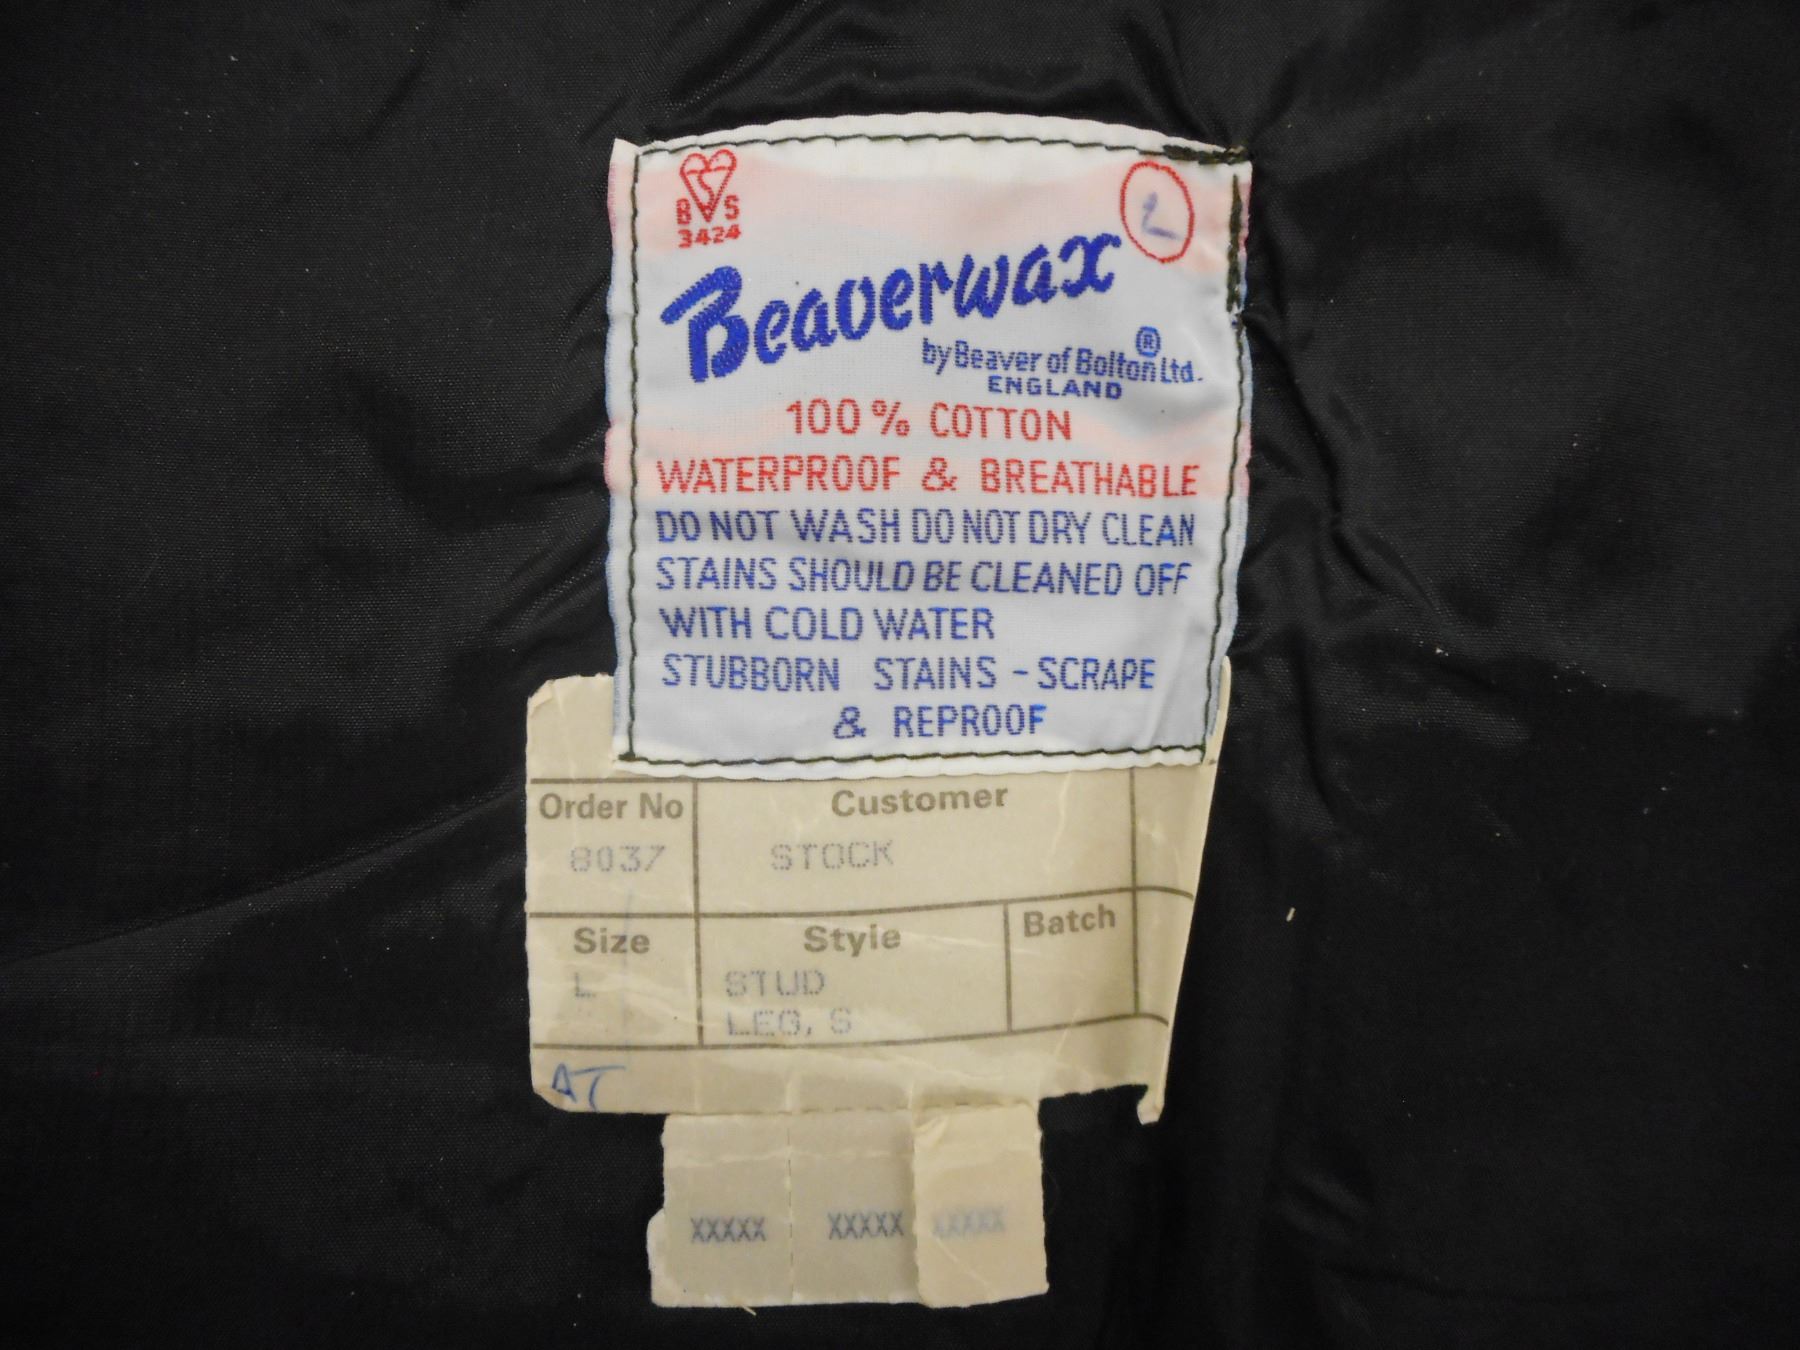 B S
3424
L
Beaverwax
by Beaver of Bolton Ltd. ®
ENGLAND
100% COTTON
WATERPROOF & BREATHABLE
DO NOT WASH DO NOT DRY CLEAN
STAINS SHOULD BE CLEANED OFF
WITH COLD WATER
STUBBORN STAINS - SCRAPE
& REPROOF
Order No Customer
8037 STOCK
Size Style Batch
L STUD
LEG, S
AT
XXXXX XXXXX XXXXX